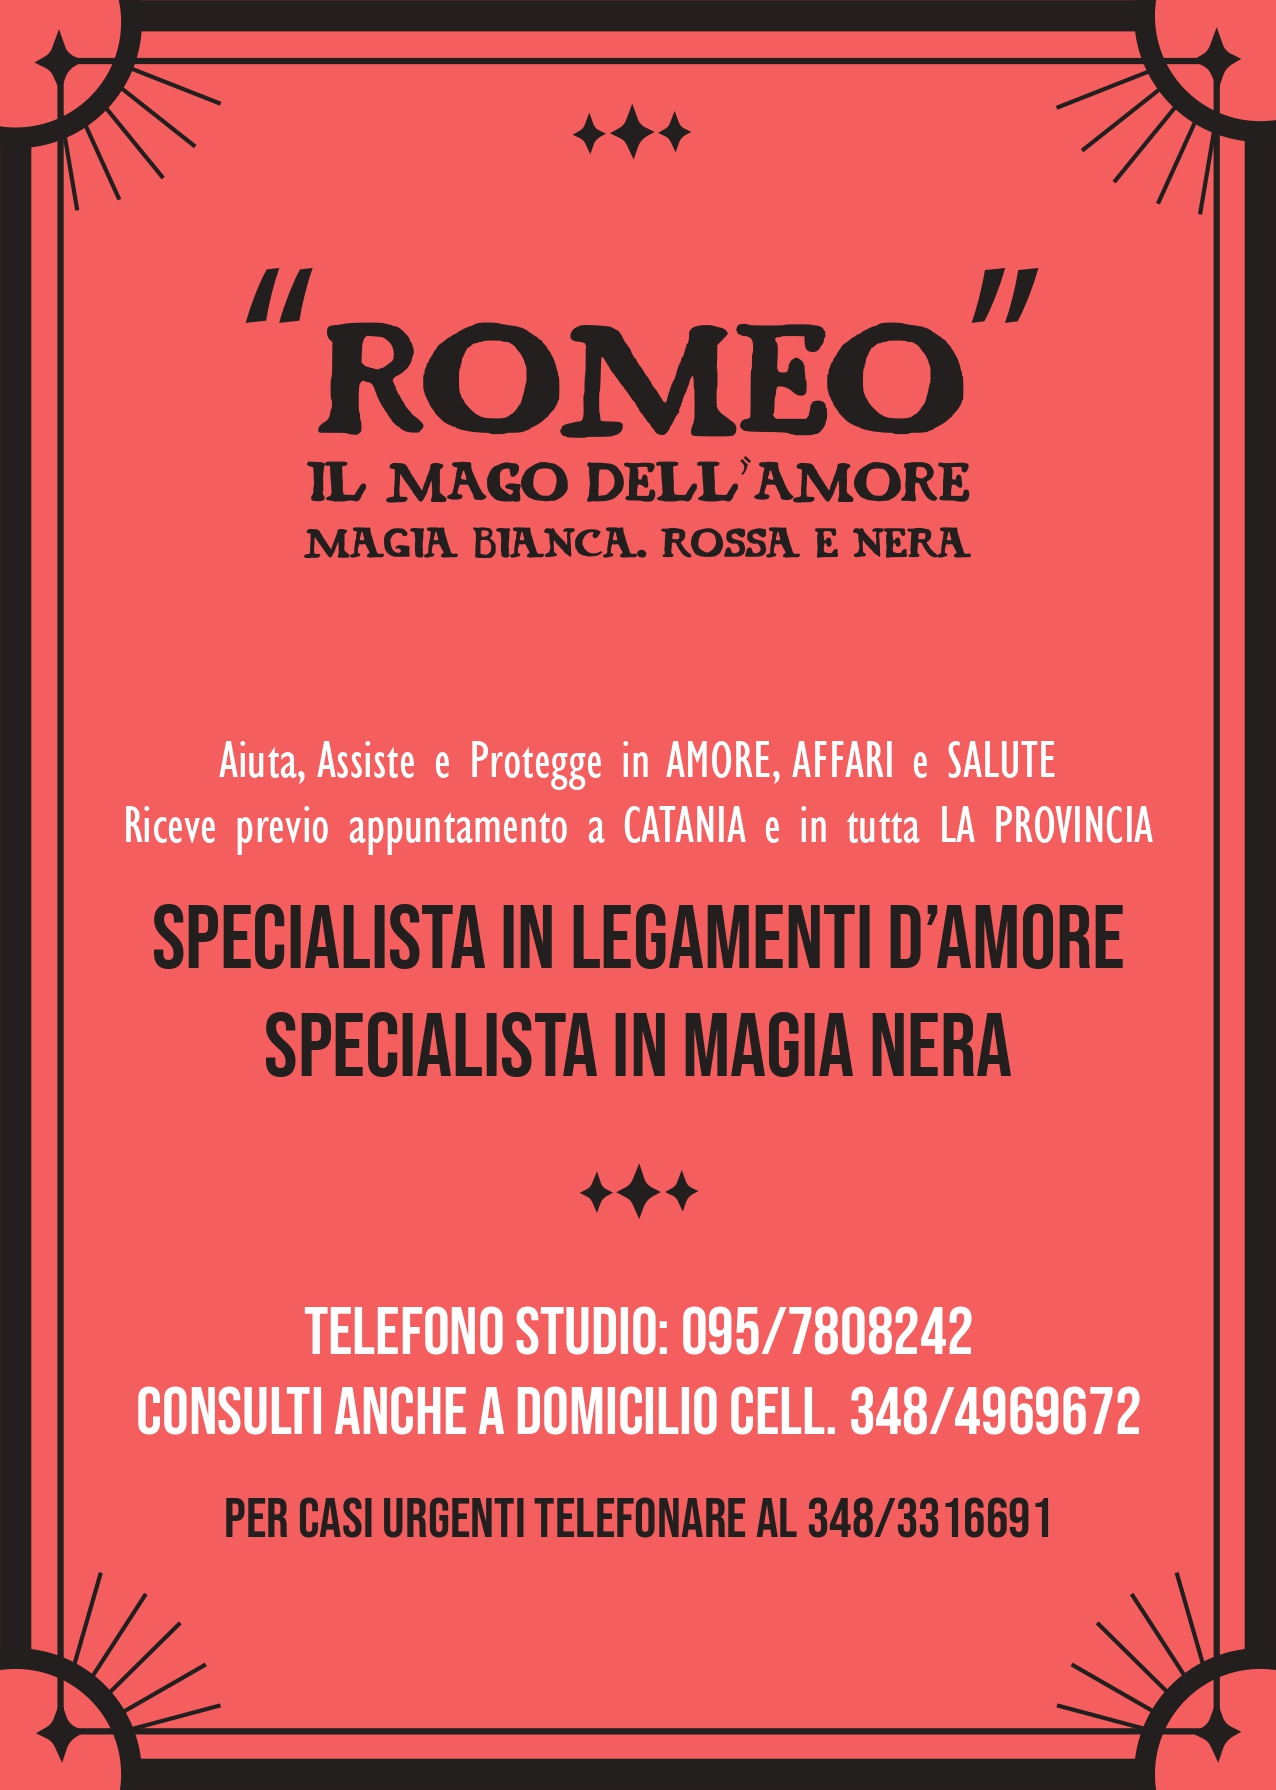 “ROMEO”
IL MAGO DELL'AMORE
MAGIA BIANCA. ROSSA E NERA
Aiuta, Assiste e Protegge in AMORE, AFFARI e SALUTE
Riceve previo appuntamento a CATANIA e in tutta LA PROVINCIA
SPECIALISTA IN LEGAMENTI D’AMORE
SPECIALISTA IN MAGIA NERA
TELEFONO STUDIO: 095/7808242
CONSULTI ANCHE A DOMICILIO CELL. 348/4969672
PER CASI URGENTI TELEFONARE AL 348/3316691